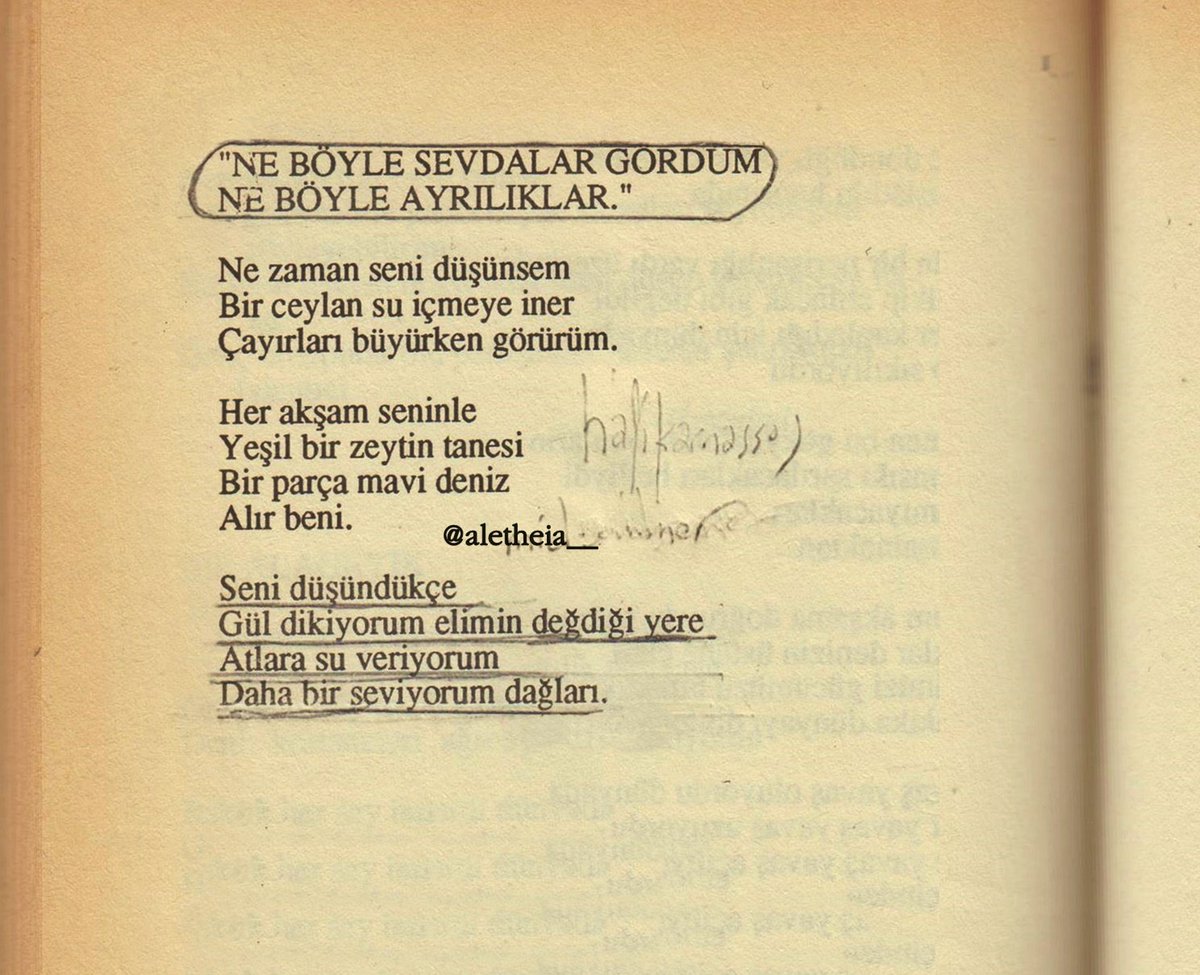 "NE BÖYLE SEVDALAR GÖRDÜM
NE BÖYLE AYRILIKLAR."
Ne zaman seni düşünsem
Bir ceylan su içmeye iner
Çayırları büyürken görürüm.
Her akşam seninle
Yeşil bir zeytin tanesi
Bir parça mavi deniz
Alır beni.
@aletheia__
Seni düşündükçe
Gül dikiyorum elimin değdiği yere
Atlara su veriyorum
Daha bir seviyorum dağları.